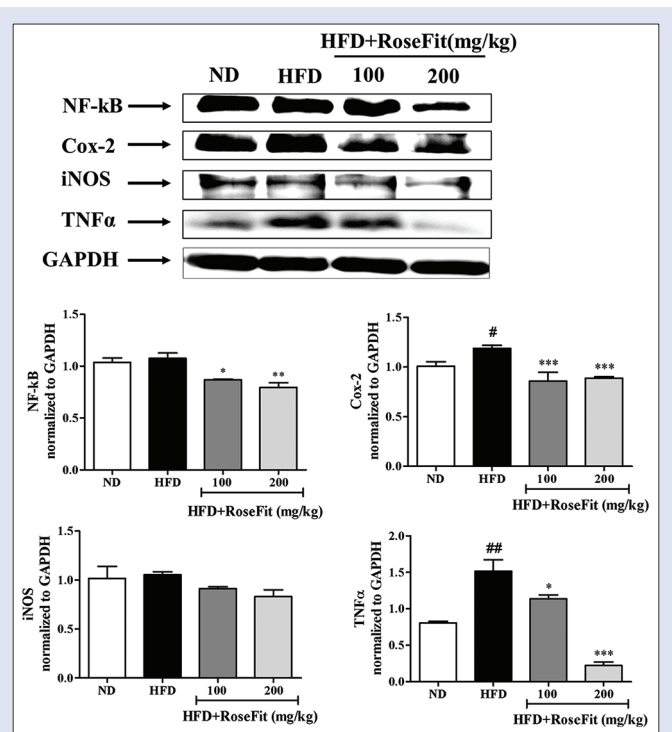 HFD+RoseFit(mg/kg)
ND HFD 100 200
NF-kB
Cox-2
iNOS
TNFα
GAPDH
NF-kB
normalized to GAPDH
1.5
1.0
0.5
0.0
* **
ND HFD 100 200
HFD+RoseFit (mg/kg)
Cox-2
normalized to GAPDH
1.5
1.0
0.5
0.0
# *** ***
ND HFD 100 200
HFD+RoseFit (mg/kg)
iNOS
normalized to GAPDH
1.5
1.0
0.5
0.0
ND HFD 100 200
HFD+RoseFit (mg/kg)
TNFα
normalized to GAPDH
2.0
1.5
1.0
0.5
0.0
## * ***
ND HFD 100 200
HFD+RoseFit (mg/kg)